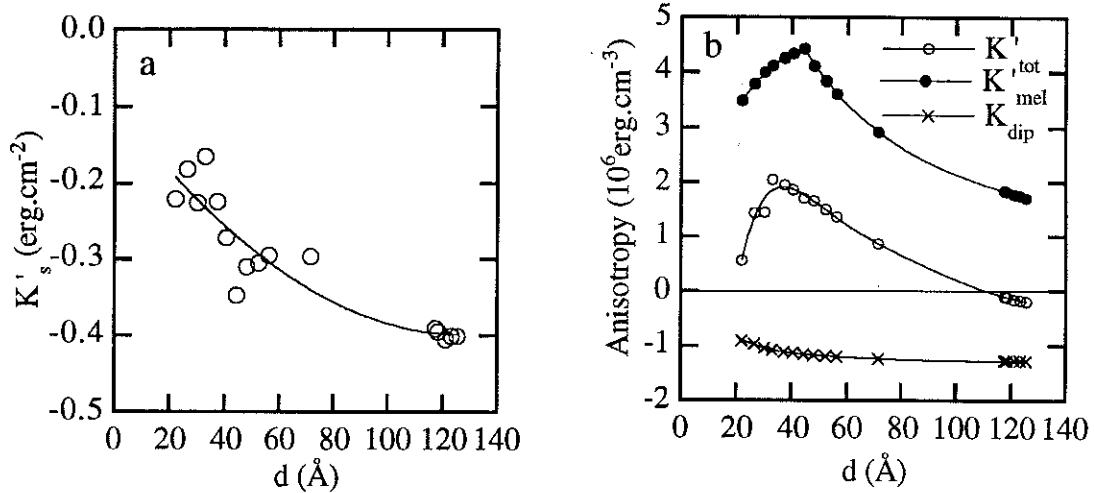 a
0.0
-0.1
-0.2
-0.3
-0.4
-0.5
K's (erg.cm-2)
0 20 40 60 80 100 120 140
d (Å)
b
K'tot
K'mel
Kdip
5
4
3
2
1
0
-1
-2
Anisotropy (10⁶erg.cm-3)
0 20 40 60 80 100 120 140
d (Å)